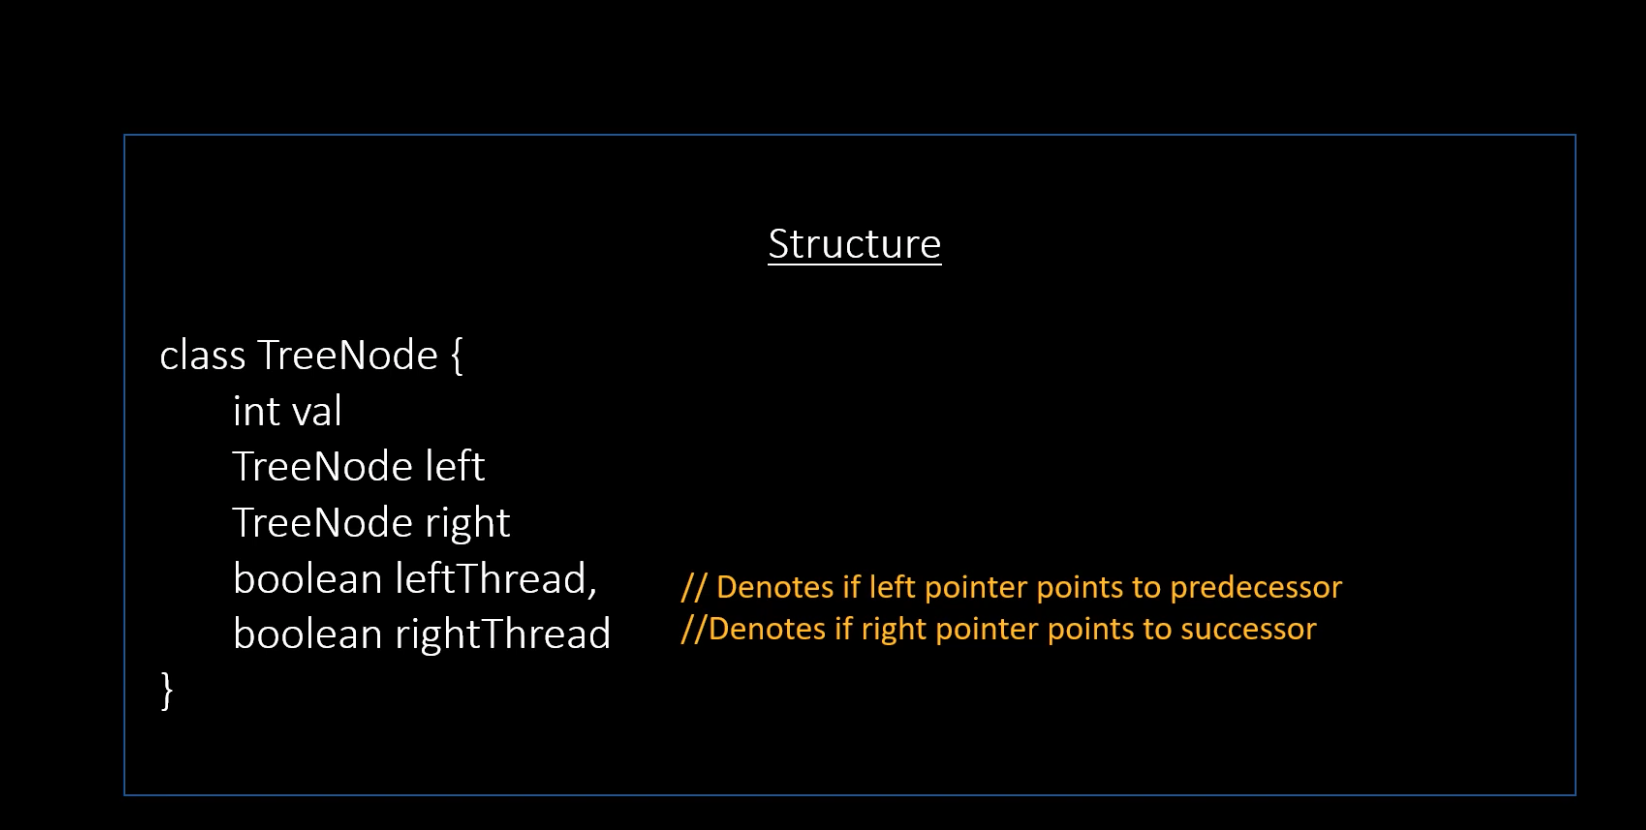 Structure
class TreeNode {
int val
TreeNode left
TreeNode right
boolean leftThread, // Denotes if left pointer points to predecessor
boolean rightThread //Denotes if right pointer points to successor
}